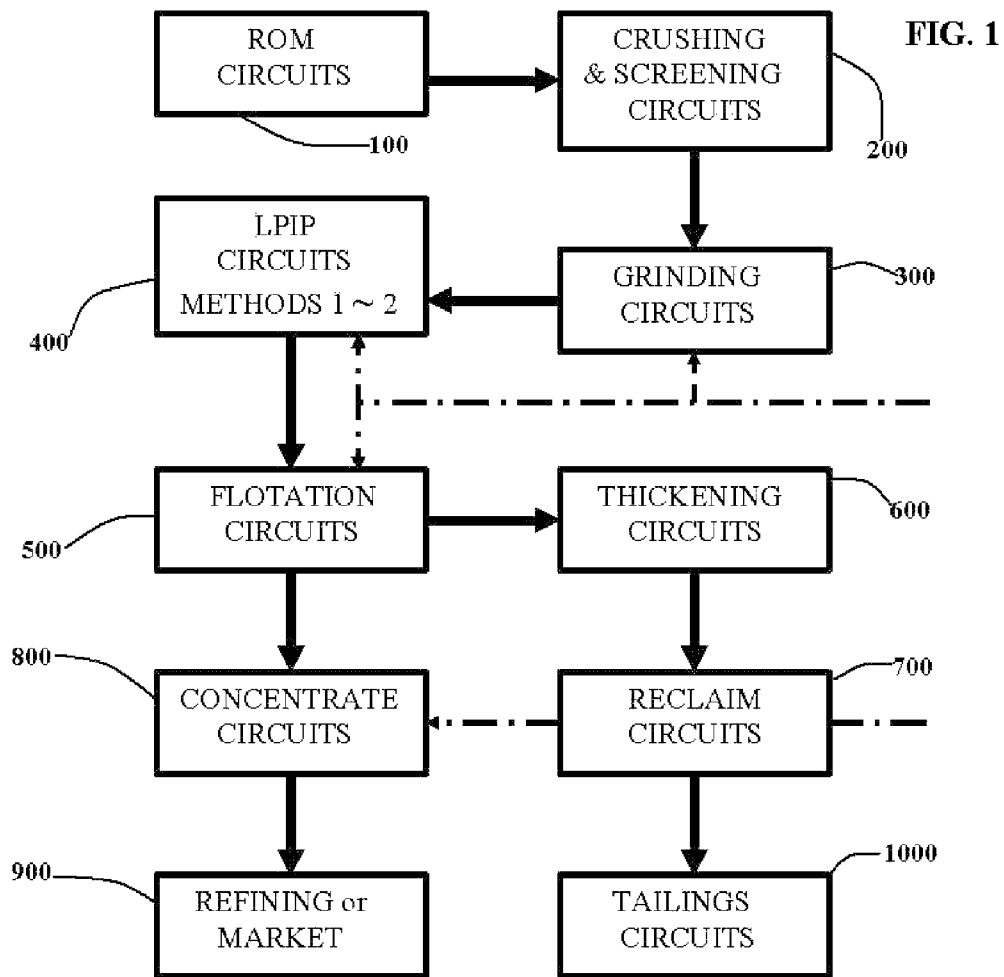 FIG. 1
ROM
CIRCUITS
100
CRUSHING
& SCREENING
CIRCUITS
200
LPIP
CIRCUITS
METHODS 1 ~ 2
400
GRINDING
CIRCUITS
300
FLOTATION
CIRCUITS
500
THICKENING
CIRCUITS
600
CONCENTRATE
CIRCUITS
800
RECLAIM
CIRCUITS
700
REFINING or
MARKET
900
TAILINGS
CIRCUITS
1000